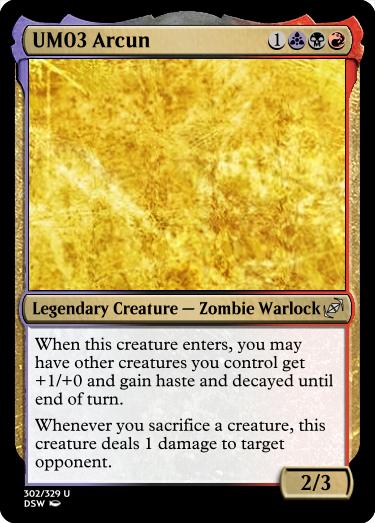 UM03 Arcun 1
Legendary Creature — Zombie Warlock
When this creature enters, you may
have other creatures you control get
+1/+0 and gain haste and decayed until
end of turn.
Whenever you sacrifice a creature, this
creature deals 1 damage to target
opponent.
2/3
302/329 U
DSW